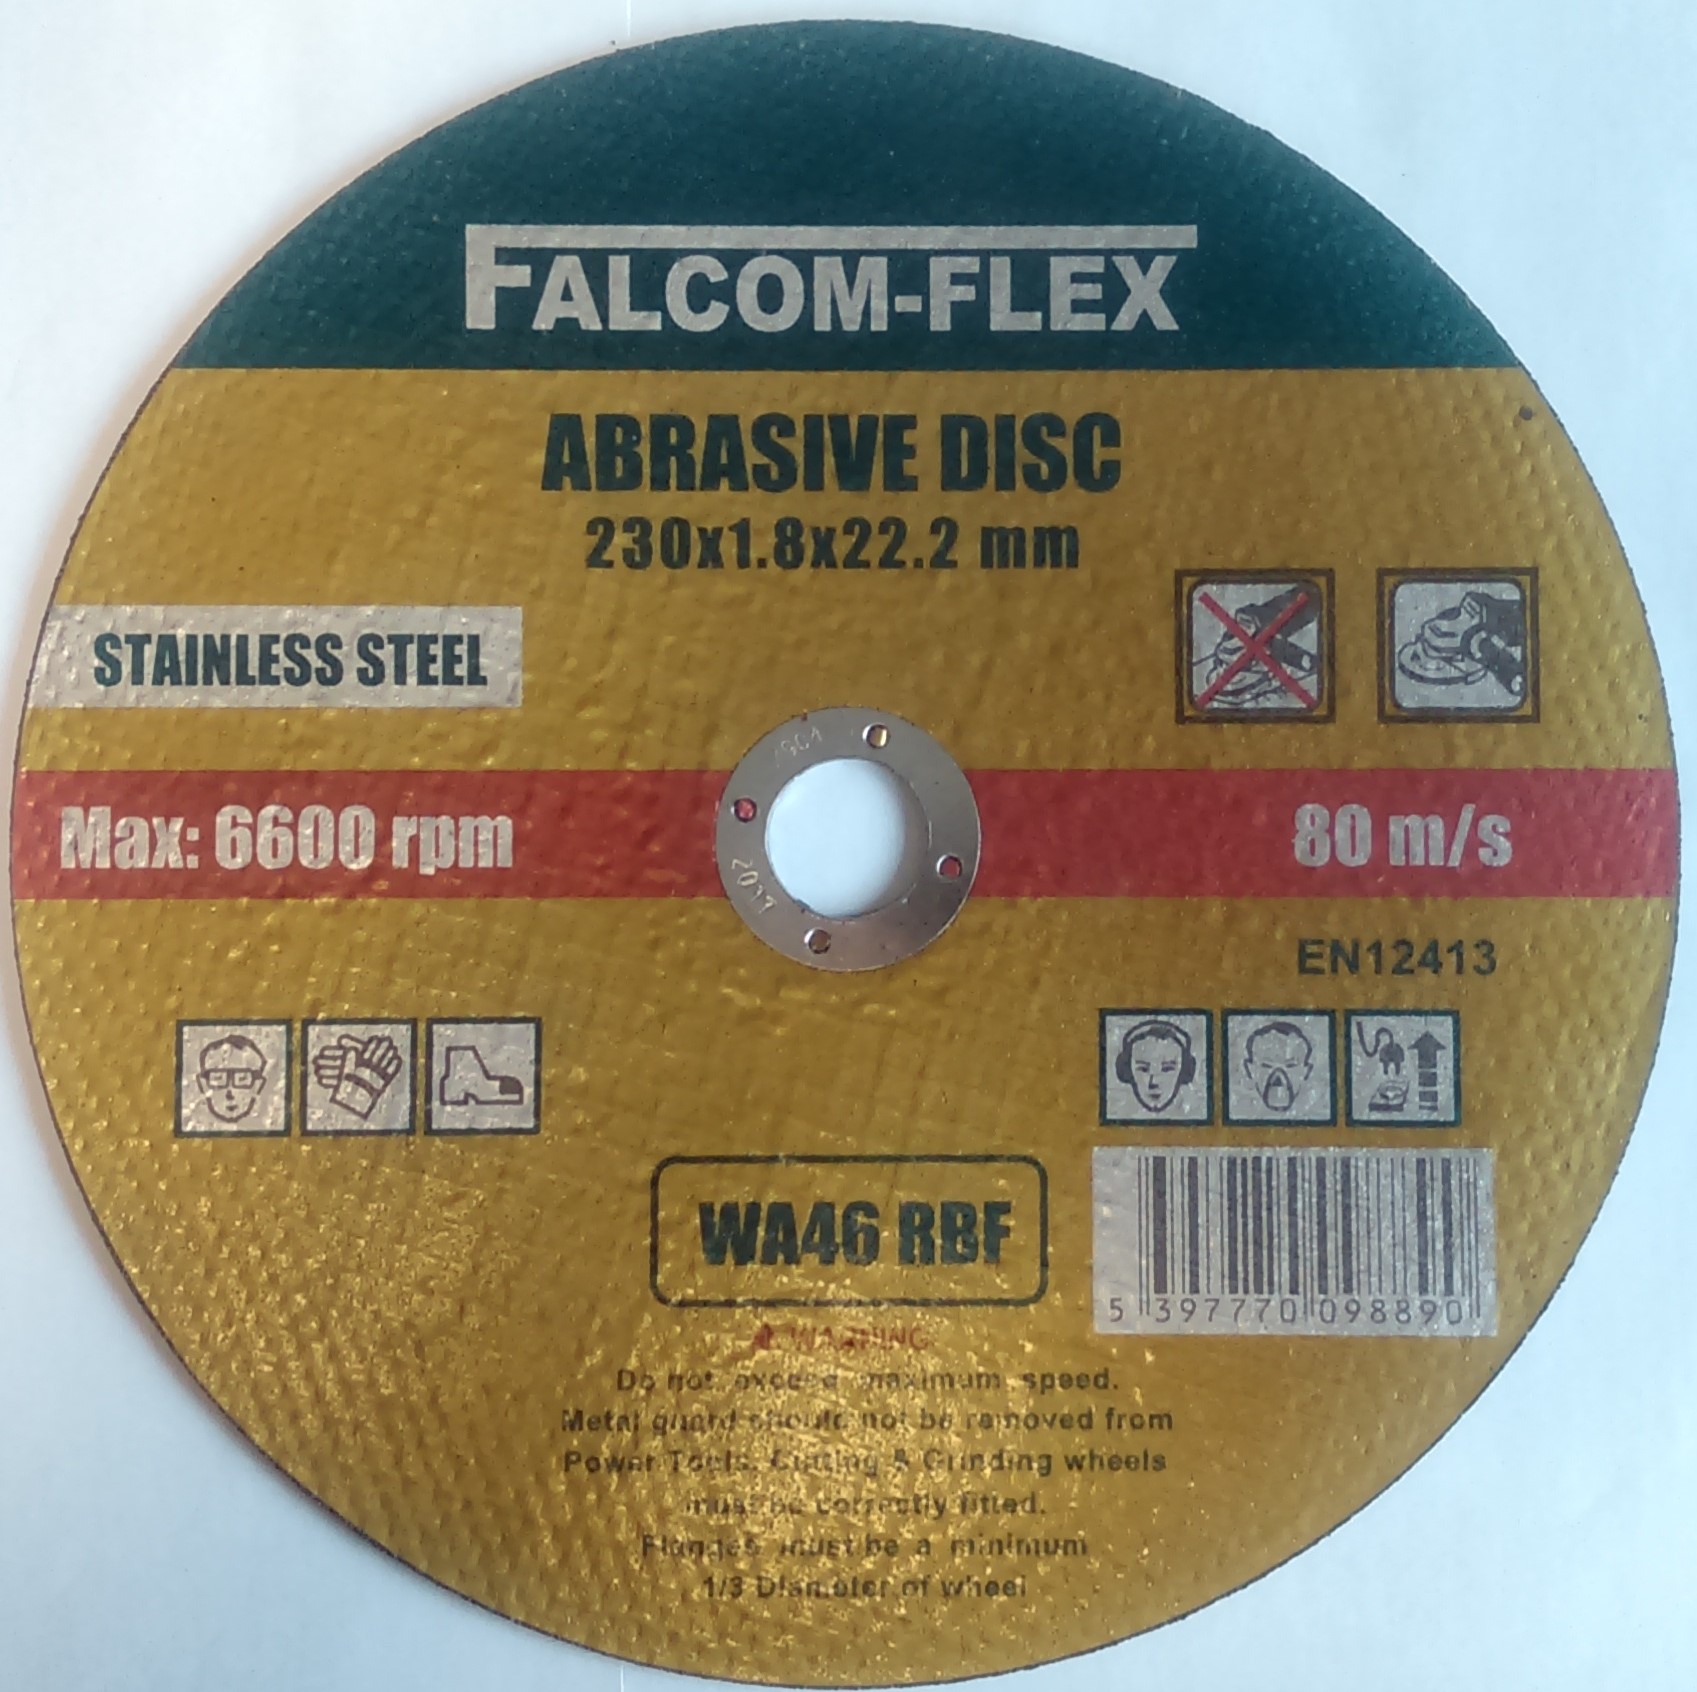 FALCOM-FLEX
ABRASIVE DISC
230x1.8x22.2 mm
STAINLESS STEEL
Max: 6600 rpm
2017
80 m/s
EN12413
WA46 RBF
5 397770 098890
WARNING
Do not exceed maximum speed.
Metal guard should not be removed from
Power Tools. Cutting & Grinding wheels
must be correctly fitted.
Flanges must be a minimum
1/3 Diameter of wheel